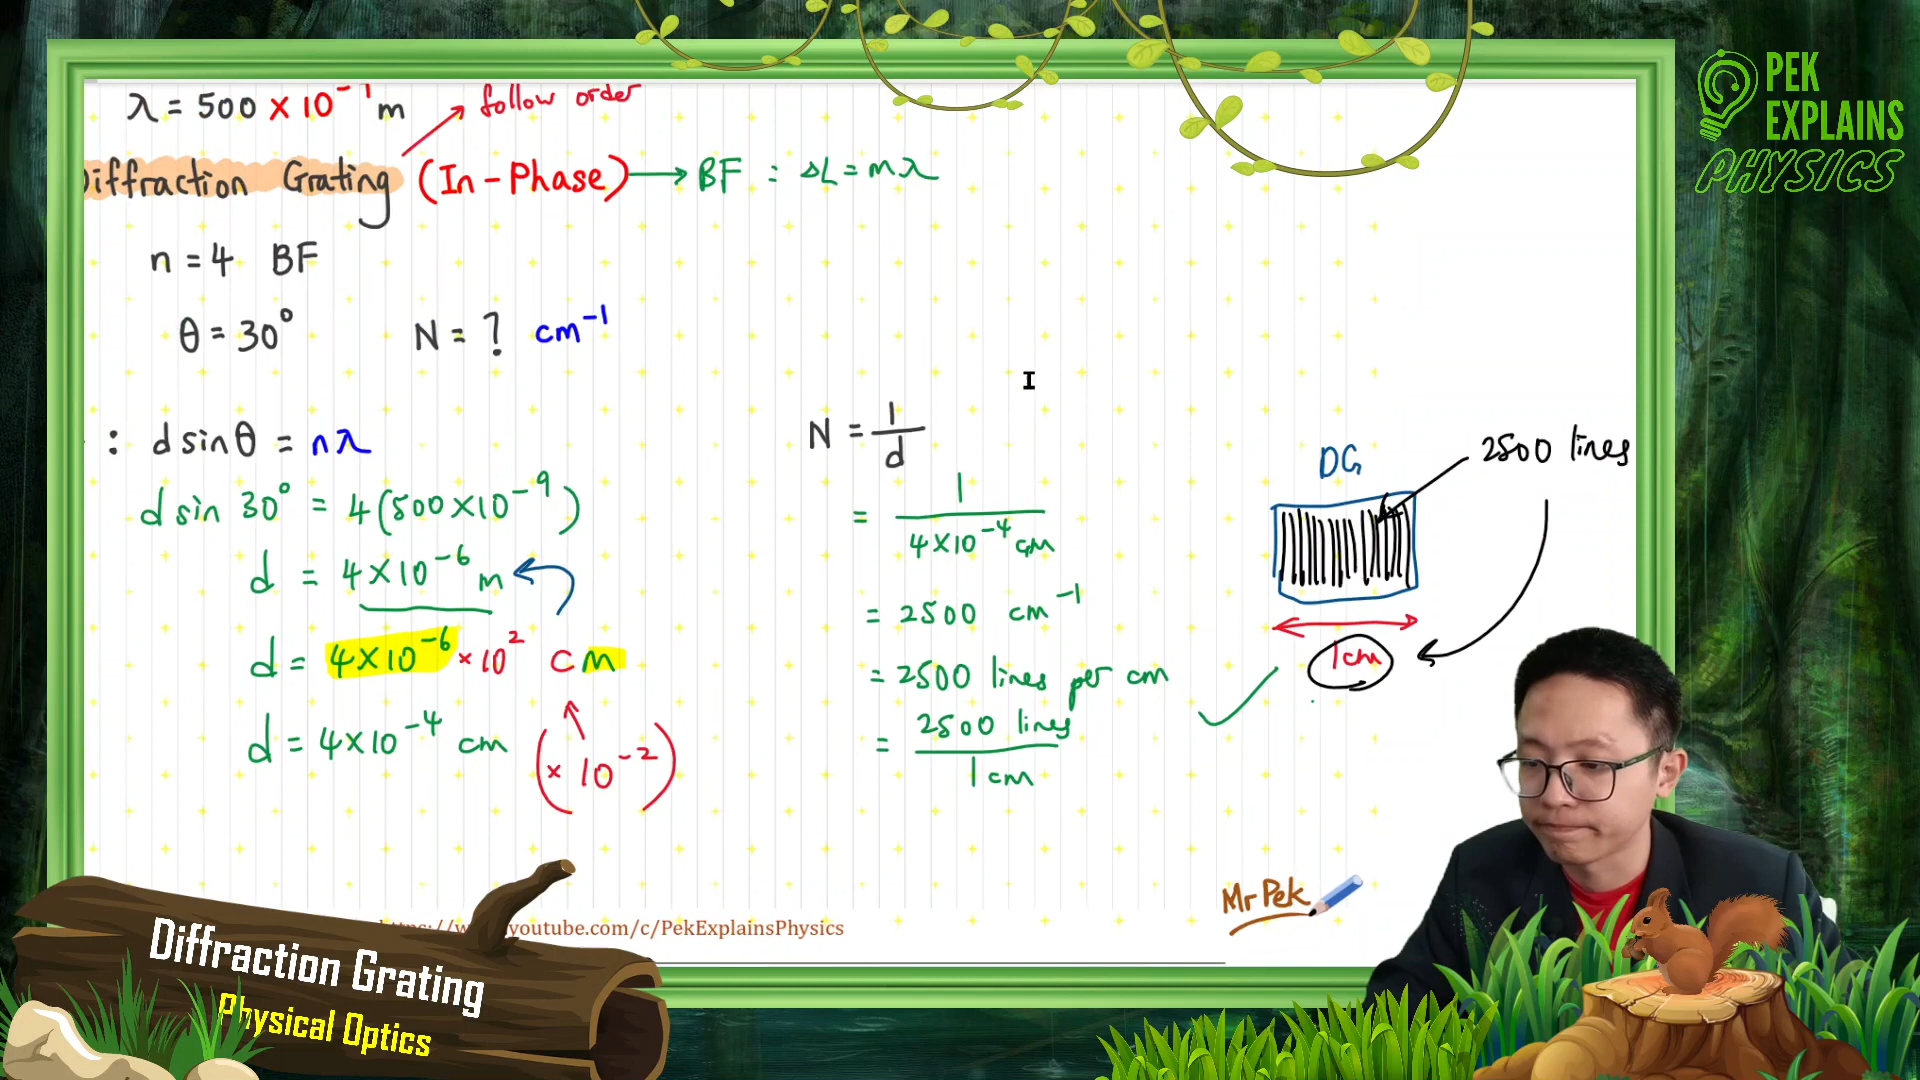 λ = 500 × 10 m
follow order
Diffraction Grating (In-Phase) → BF : ΔL = mλ
n = 4 BF
θ = 30° N = ? cm⁻¹
: d sin θ = nλ
d sin 30° = 4(500×10⁻⁹)
d = 4×10⁻⁶ m
d = 4×10⁻⁶ × 10² cm
d = 4×10⁻⁴ cm
(× 10⁻²)
N = 1/d
= 1/4×10⁻⁴ cm
= 2500 cm⁻¹
= 2500 lines per cm
= 2500 lines/1 cm
DG
2500 lines
1cm
Mr Pek
youtube.com/c/PekExplainsPhysics
Diffraction Grating
Physical Optics
PEK
EXPLAINS
PHYSICS